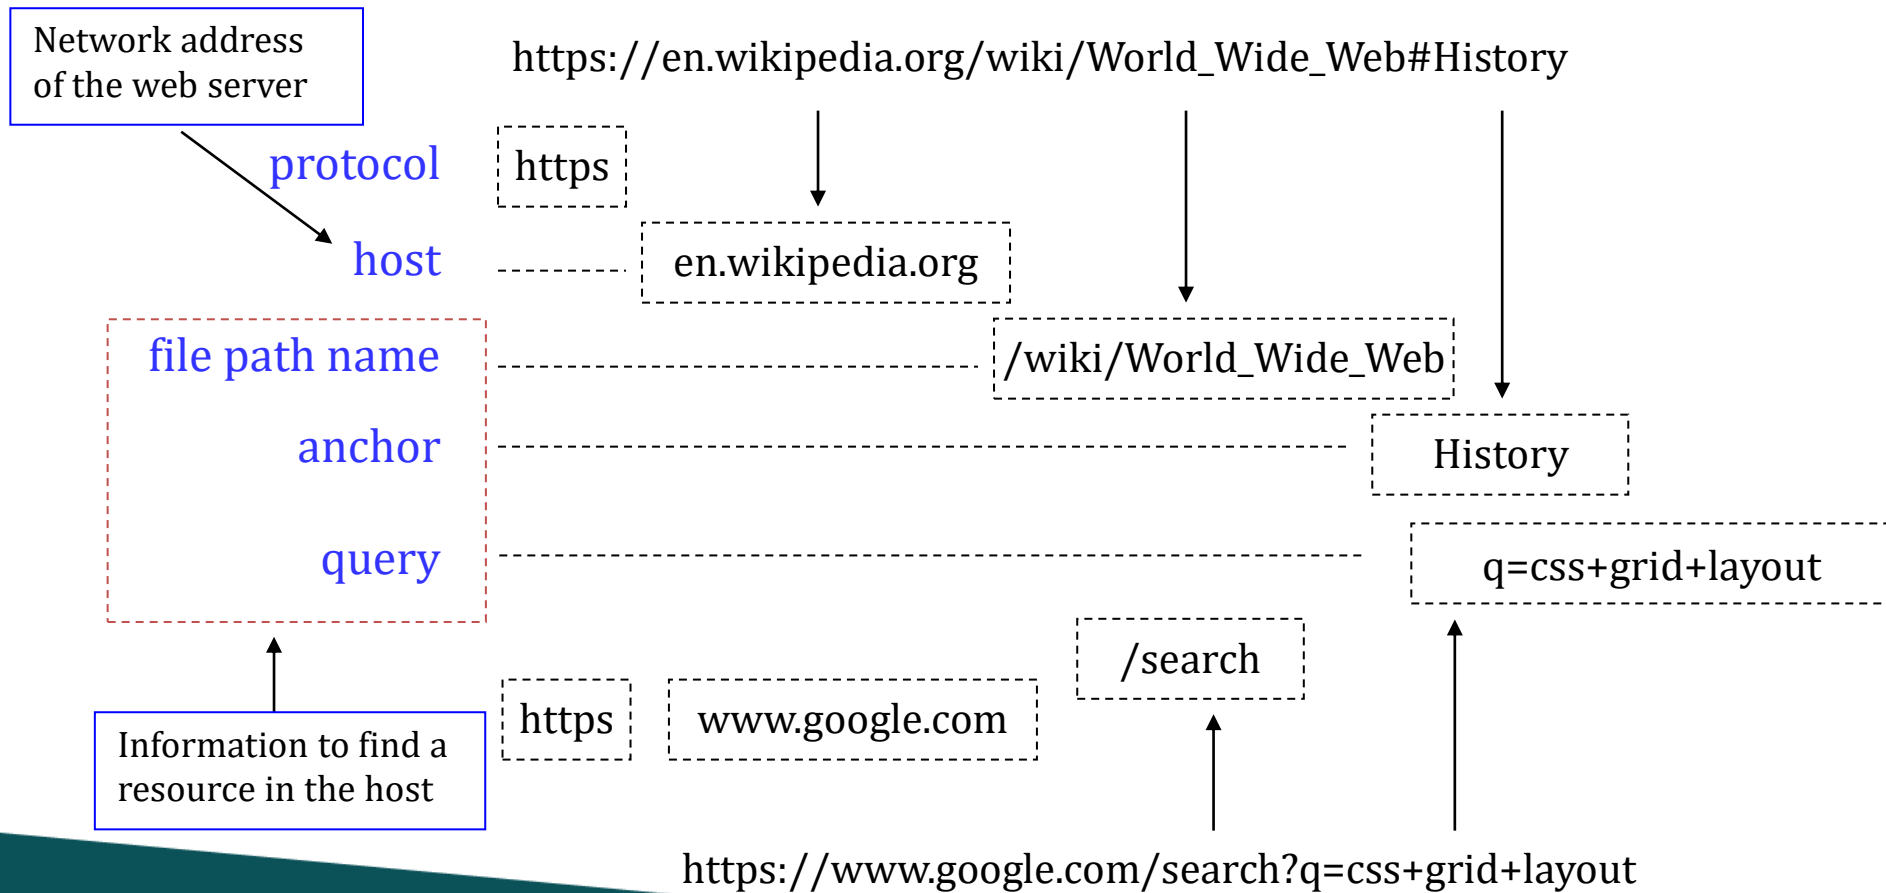 Network address
of the web server
https://en.wikipedia.org/wiki/World_Wide_Web#History
protocol
https
host
en.wikipedia.org
file path name
/wiki/World_Wide_Web
anchor
History
query
q=css+grid+layout
/search
https
www.google.com
Information to find a
resource in the host
https://www.google.com/search?q=css+grid+layout